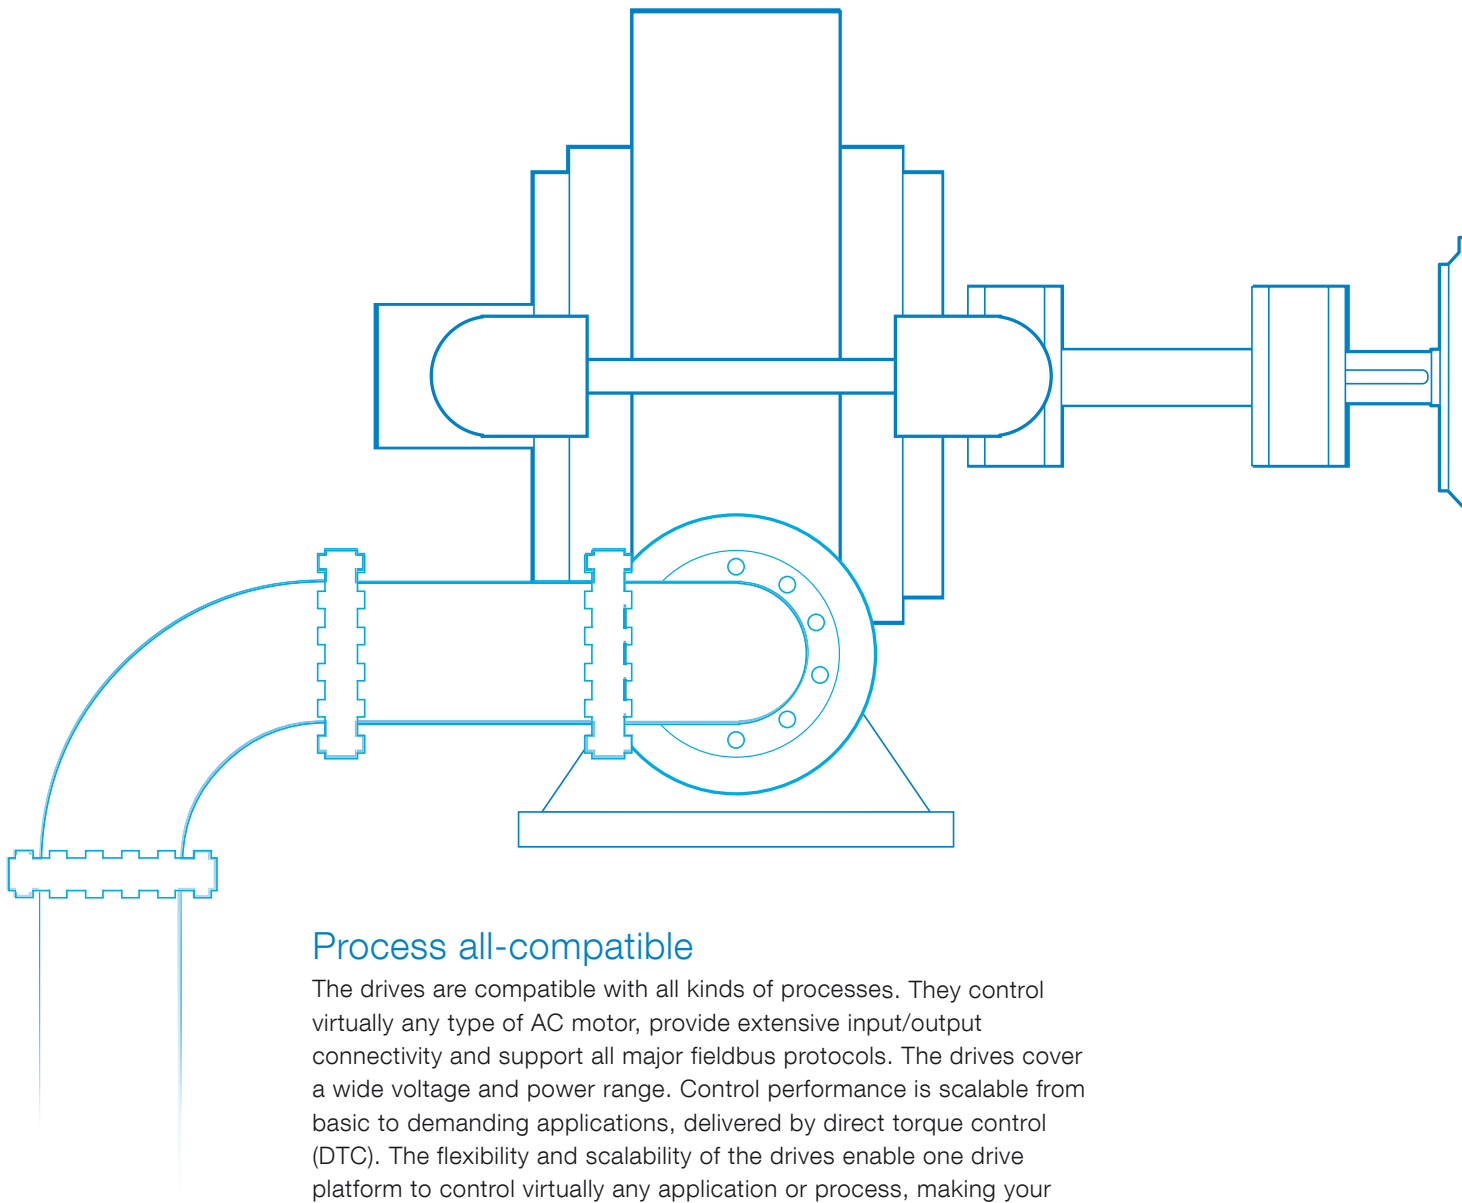 Process all-compatible
The drives are compatible with all kinds of processes. They control
virtually any type of AC motor, provide extensive input/output
connectivity and support all major fieldbus protocols. The drives cover
a wide voltage and power range. Control performance is scalable from
basic to demanding applications, delivered by direct torque control
(DTC). The flexibility and scalability of the drives enable one drive
platform to control virtually any application or process, making your